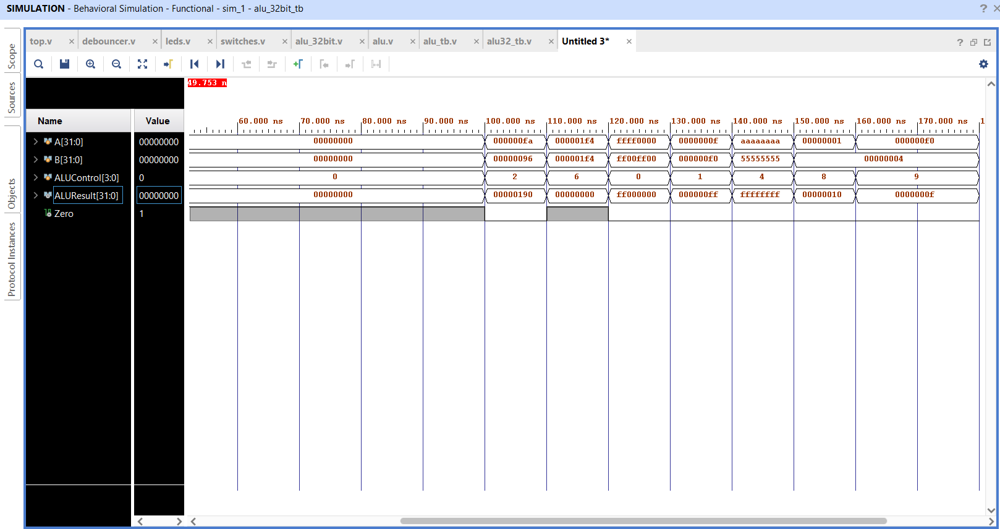 SIMULATION - Behavioral Simulation - Functional - sim_1 - alu_32bit_tb ?
Scope
Sources
Objects
Protocol Instances
top.v debouncer.v leds.v switches.v alu_32bit.v alu.v alu_tb.v alu32_tb.v Untitled 3* ?
49.753 n
Name Value
60.000 ns 70.000 ns 80.000 ns 90.000 ns 100.000 ns 110.000 ns 120.000 ns 130.000 ns 140.000 ns 150.000 ns 160.000 ns 170.000 ns 1
A[31:0] 00000000 00000000 000000fa 000001f4 ffff0000 0000000f aaaaaaaa 00000001 000000f0
B[31:0] 00000000 00000000 00000096 000001f4 ff00ff00 000000f0 55555555 00000004
ALUControl[3:0] 0 0 2 6 0 1 4 8 9
ALUResult[31:0] 00000000 00000000 00000190 00000000 ff000000 000000ff ffffffff 00000010 0000000f
Zero 1